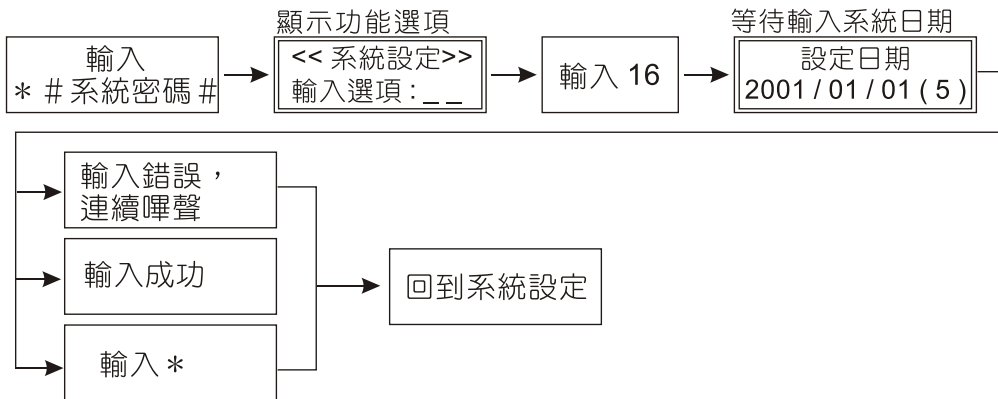 輸入
＊＃系統密碼＃
顯示功能選項
<< 系統設定>>
輸入選項：_ _
輸入 16
等待輸入系統日期
設定日期
2001 / 01 / 01 ( 5 )
輸入錯誤，
連續嗶聲
輸入成功
輸入＊
回到系統設定